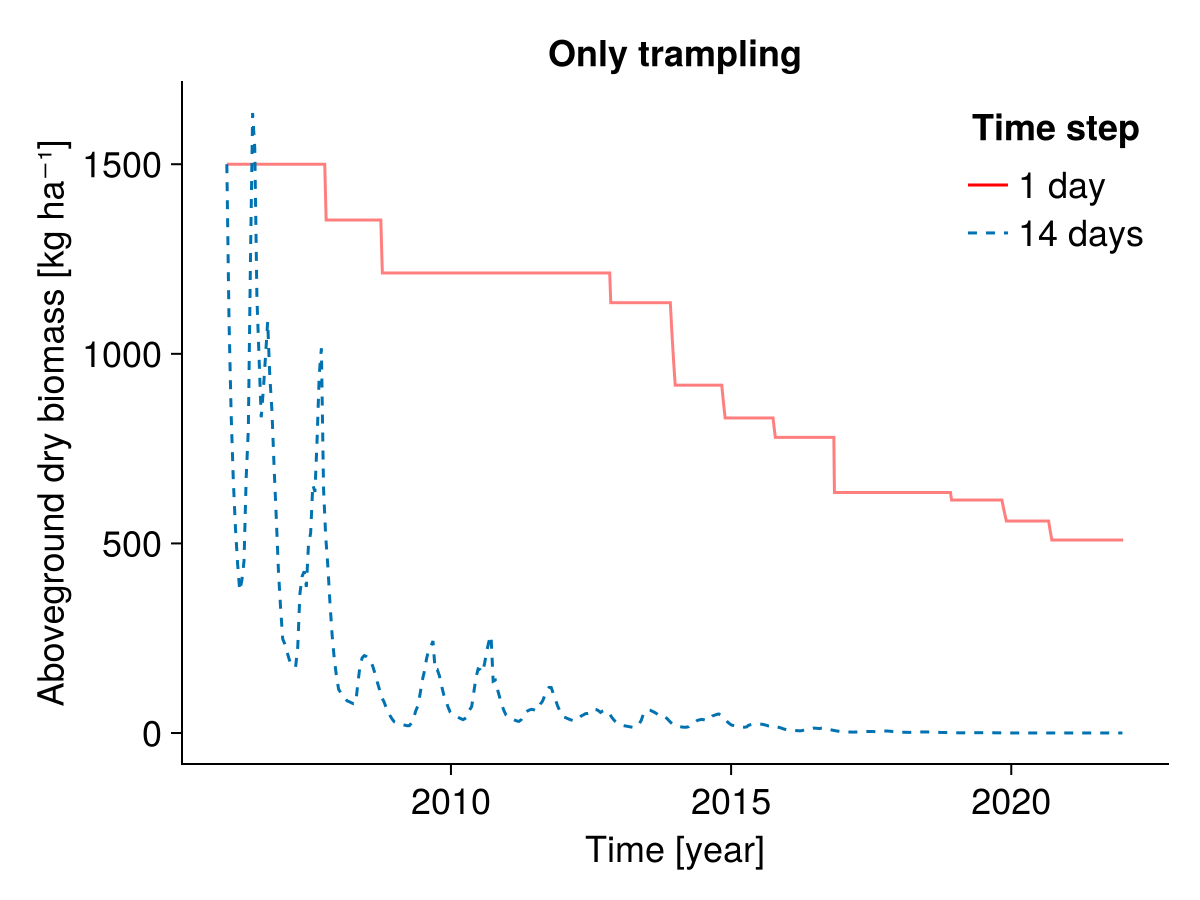 Only trampling
Aboveground dry biomass [kg ha⁻¹]
1500
1000
500
0
Time step
1 day
14 days
2010
2015
2020
Time [year]